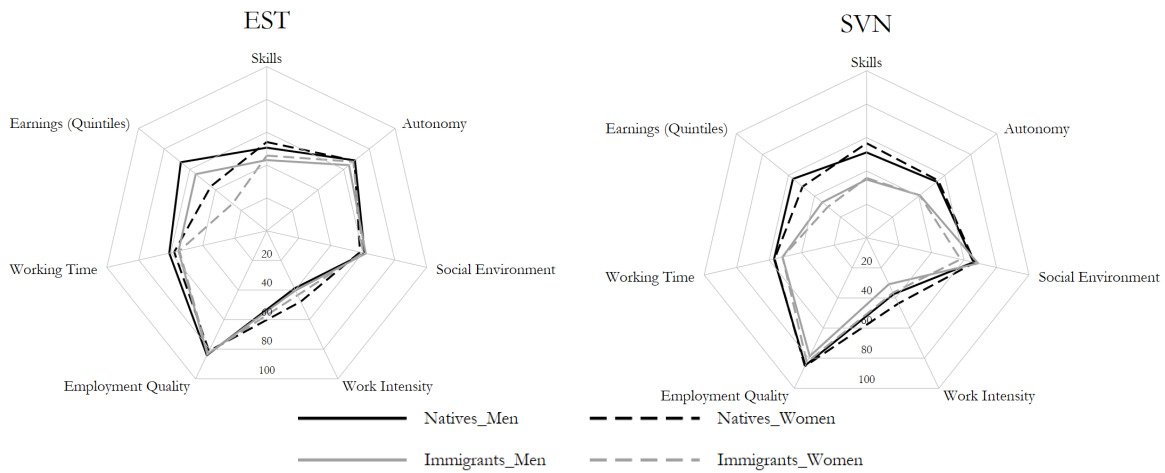 EST
Skills
Earnings (Quintiles)
Autonomy
Working Time
Social Environment
20
40
60
80
100
Employment Quality
Work Intensity
SVN
Skills
Earnings (Quintiles)
Autonomy
Working Time
Social Environment
20
40
60
80
100
Employment Quality
Work Intensity
Natives_Men
Natives_Women
Immigrants_Men
Immigrants_Women